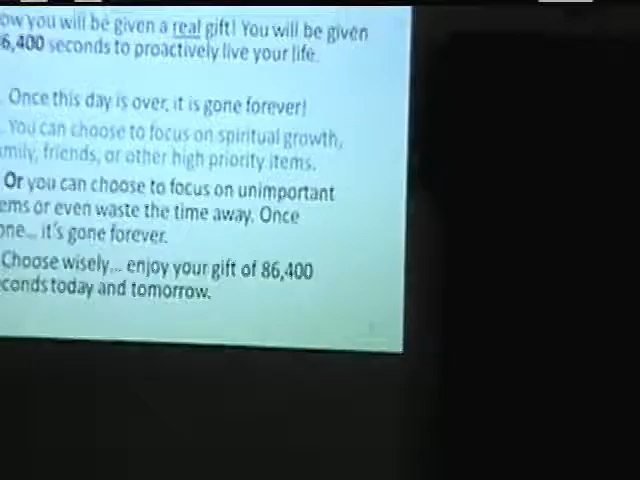 ow you will be given a real gift! You will be given
6,400 seconds to proactively live your life.
Once this day is over, it is gone forever!
You can choose to focus on spiritual growth,
mily, friends, or other high priority items.
Or you can choose to focus on unimportant
ems or even waste the time away. Once
one... it's gone forever.
Choose wisely... enjoy your gift of 86,400
conds today and tomorrow.